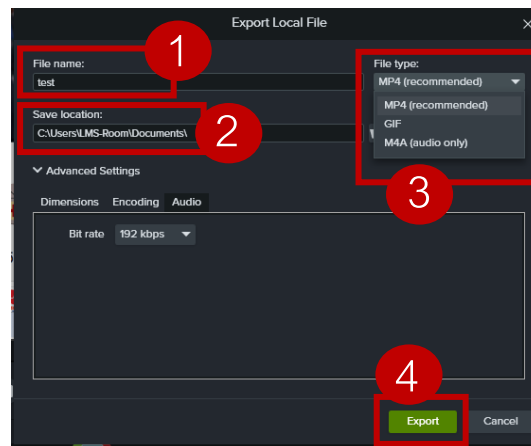 Export Local File
1
File name:
test
File type:
MP4 (recommended)
MP4 (recommended)
GIF
M4A (audio only)
3
Save location:
C:\Users\LMS-Room\Documents\
2
Advanced Settings
Dimensions Encoding Audio
Bit rate 192 kbps
4
Export Cancel